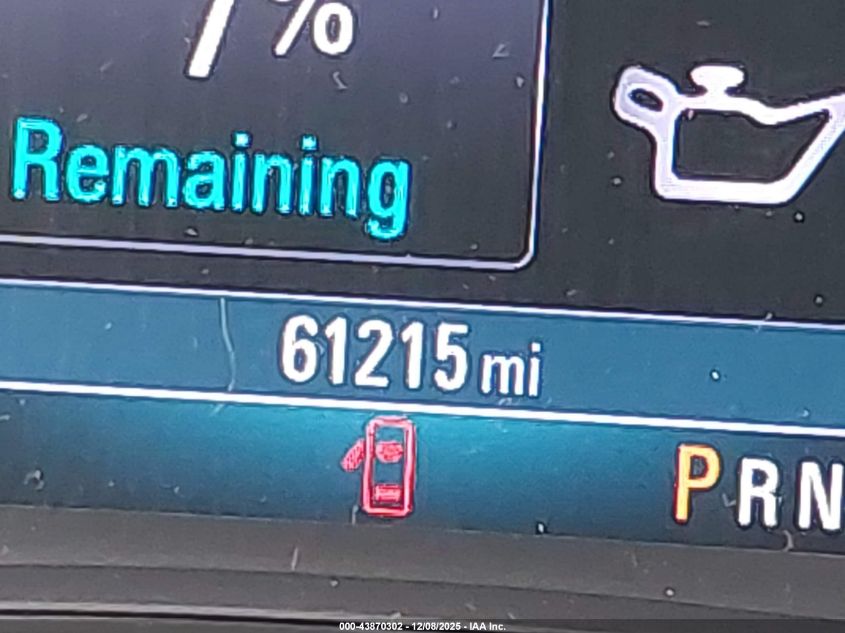 %
Remaining
61215 mi
P R N
000-43870302 - 12/08/2025 - IAA Inc.